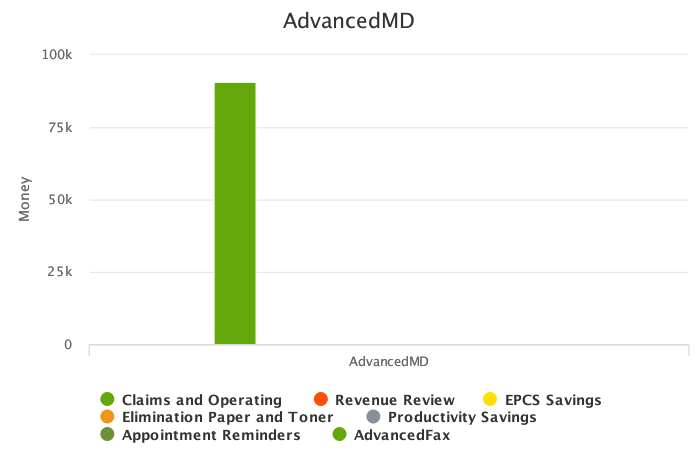 AdvancedMD
100k
75k
50k
25k
0
Money
AdvancedMD
Claims and Operating Revenue Review EPCS Savings
Elimination Paper and Toner Productivity Savings
Appointment Reminders AdvancedFax